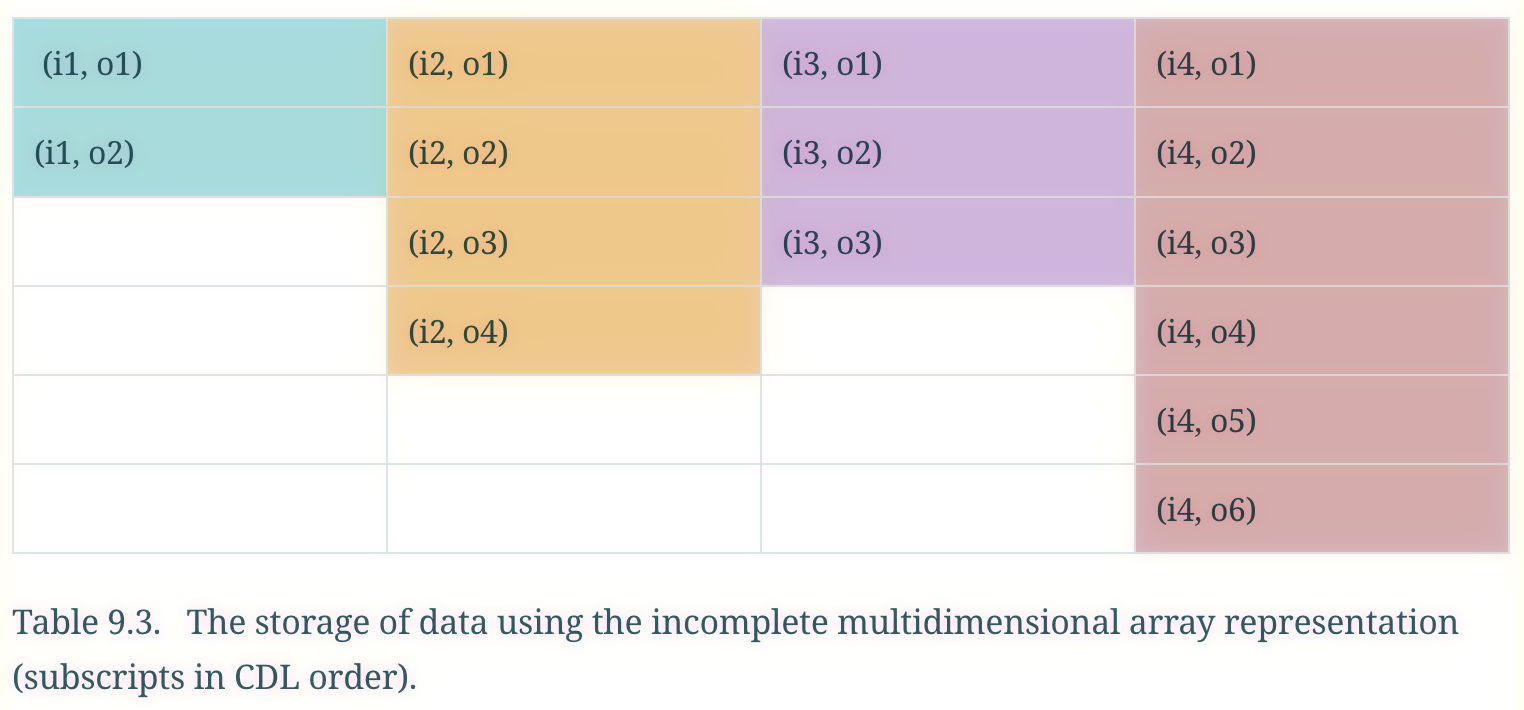 (i1, o1) (i2, o1) (i3, o1) (i4, o1)
(i1, o2) (i2, o2) (i3, o2) (i4, o2)
(i2, o3) (i3, o3) (i4, o3)
(i2, o4) (i4, o4)
(i4, o5)
(i4, o6)
Table 9.3. The storage of data using the incomplete multidimensional array representation
(subscripts in CDL order).